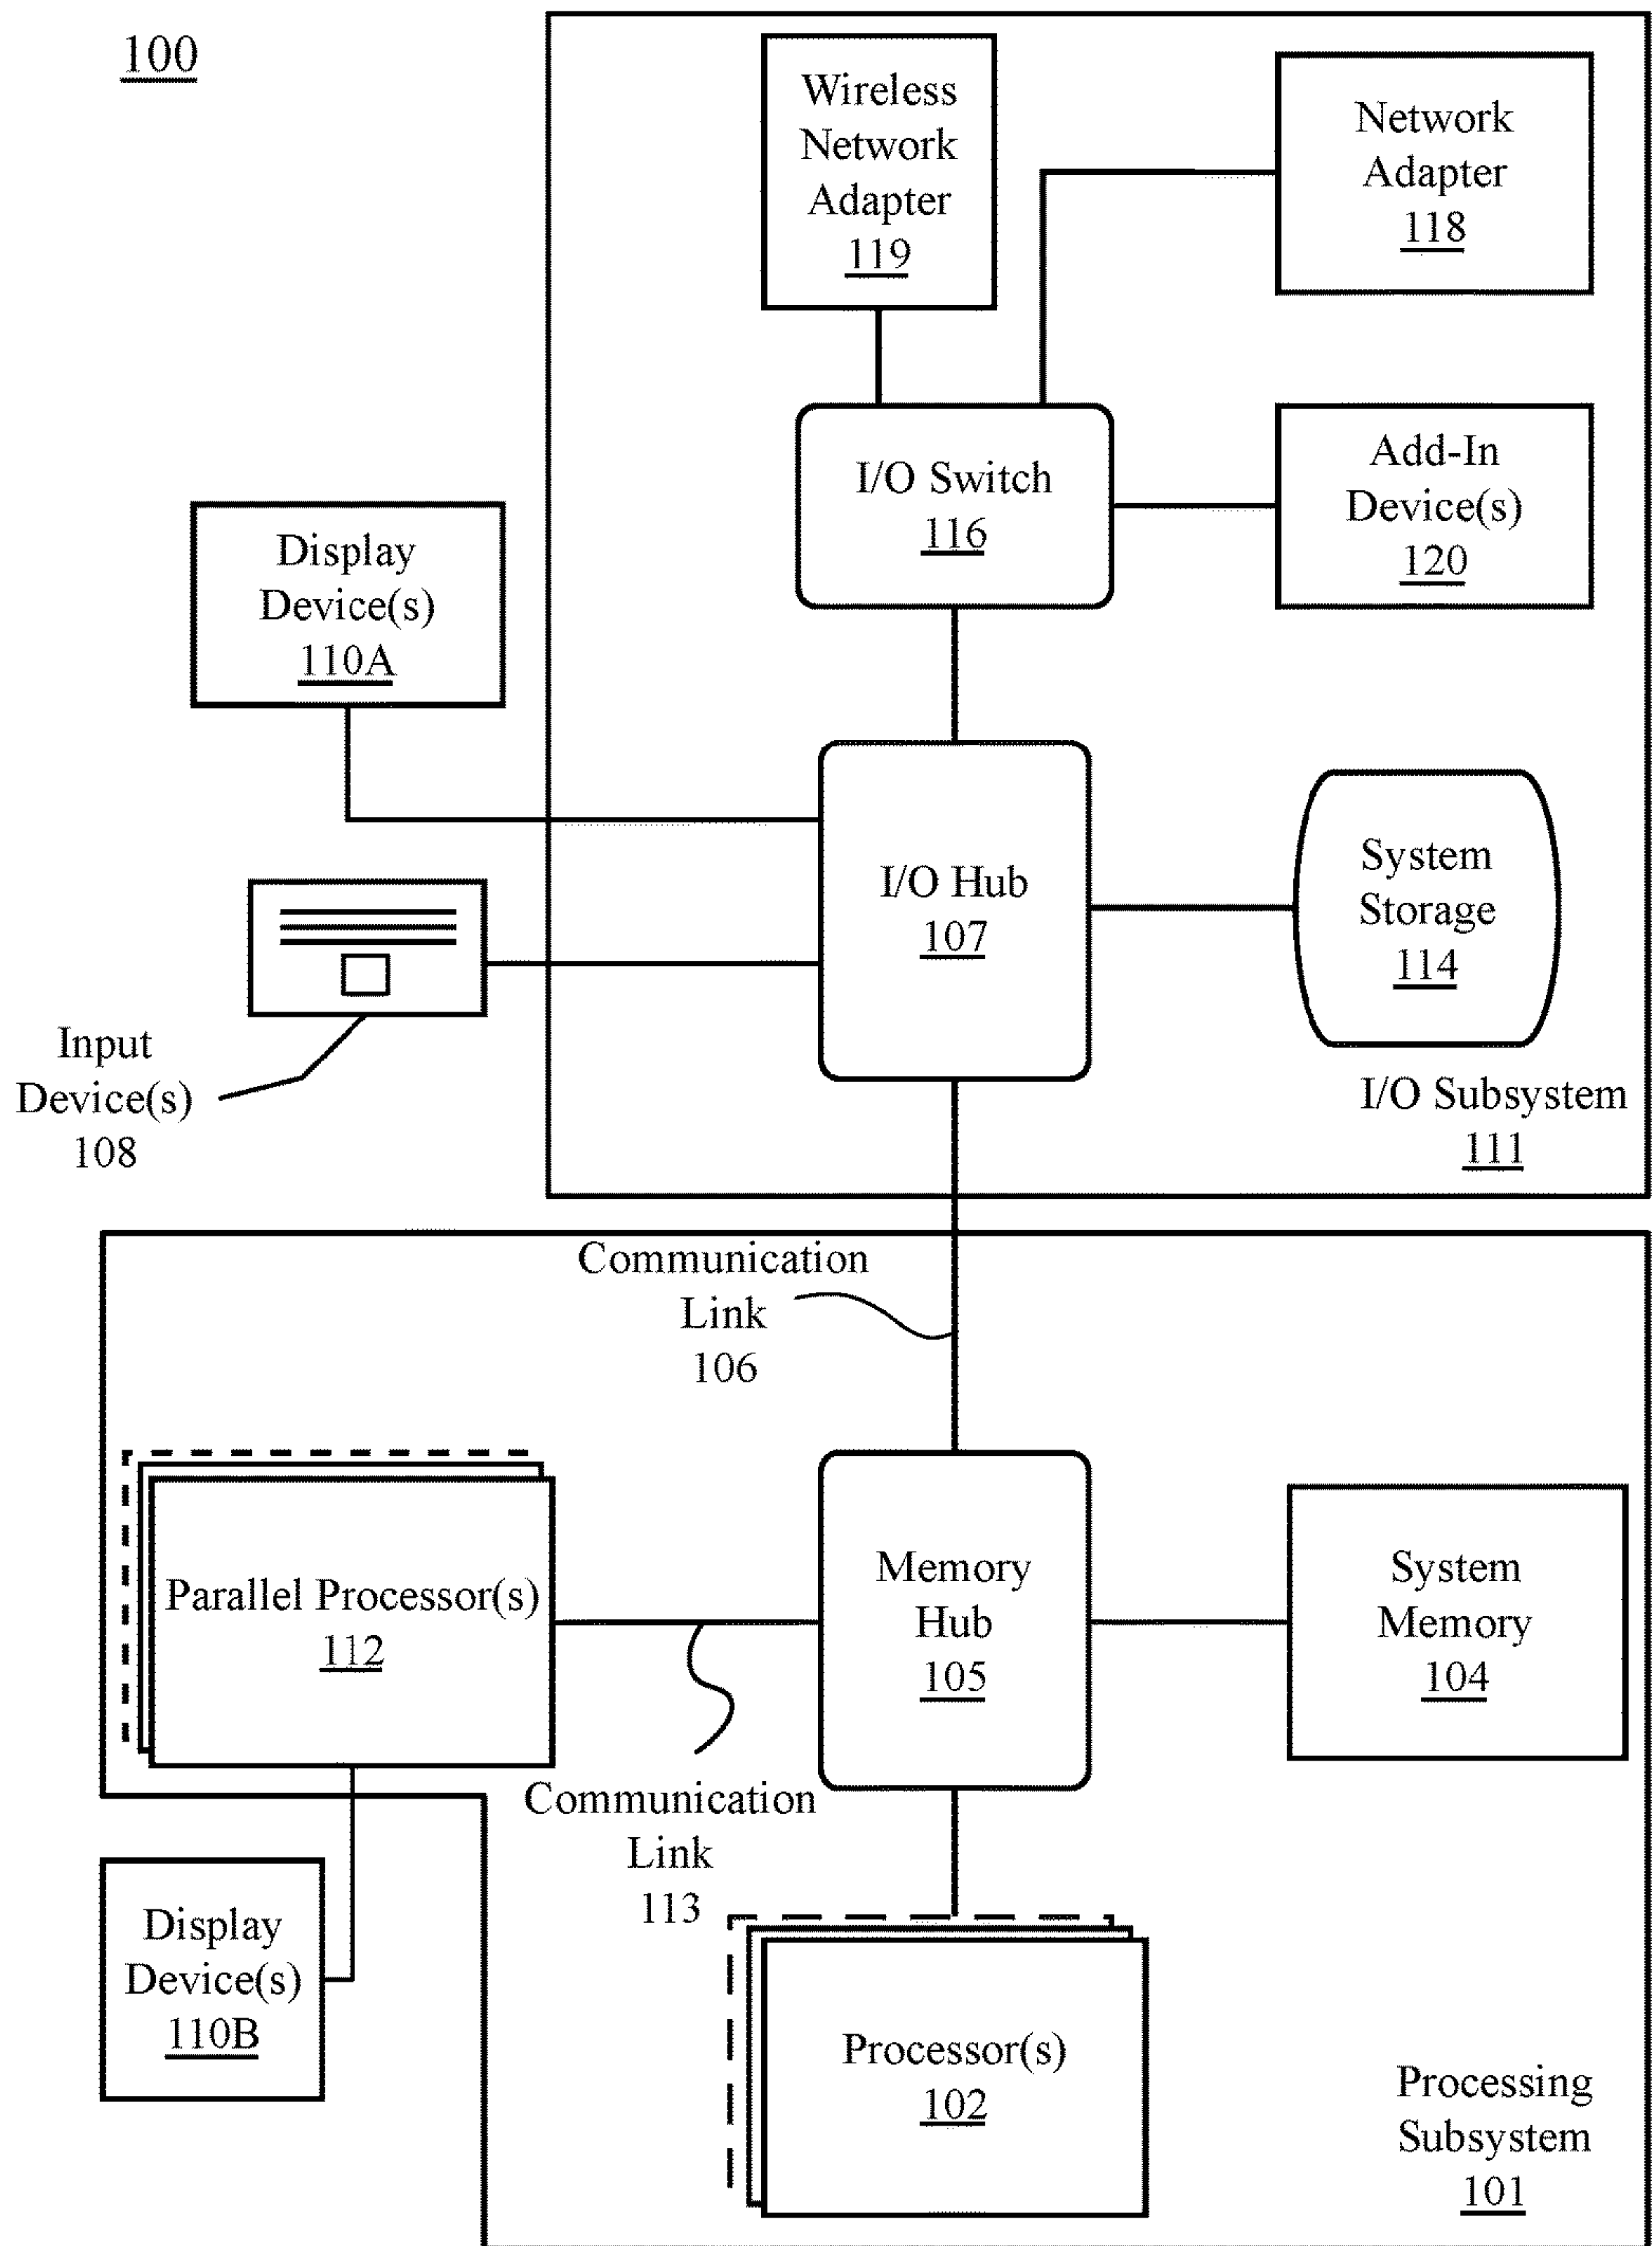 100
Wireless
Network
Adapter
119
Network
Adapter
118
I/O Switch
116
Add-In
Device(s)
120
Display
Device(s)
110A
I/O Hub
107
System
Storage
114
Input
Device(s)
108
I/O Subsystem
111
Communication
Link
106
Parallel Processor(s)
112
Memory
Hub
105
System
Memory
104
Communication
Link
113
Display
Device(s)
110B
Processor(s)
102
Processing
Subsystem
101